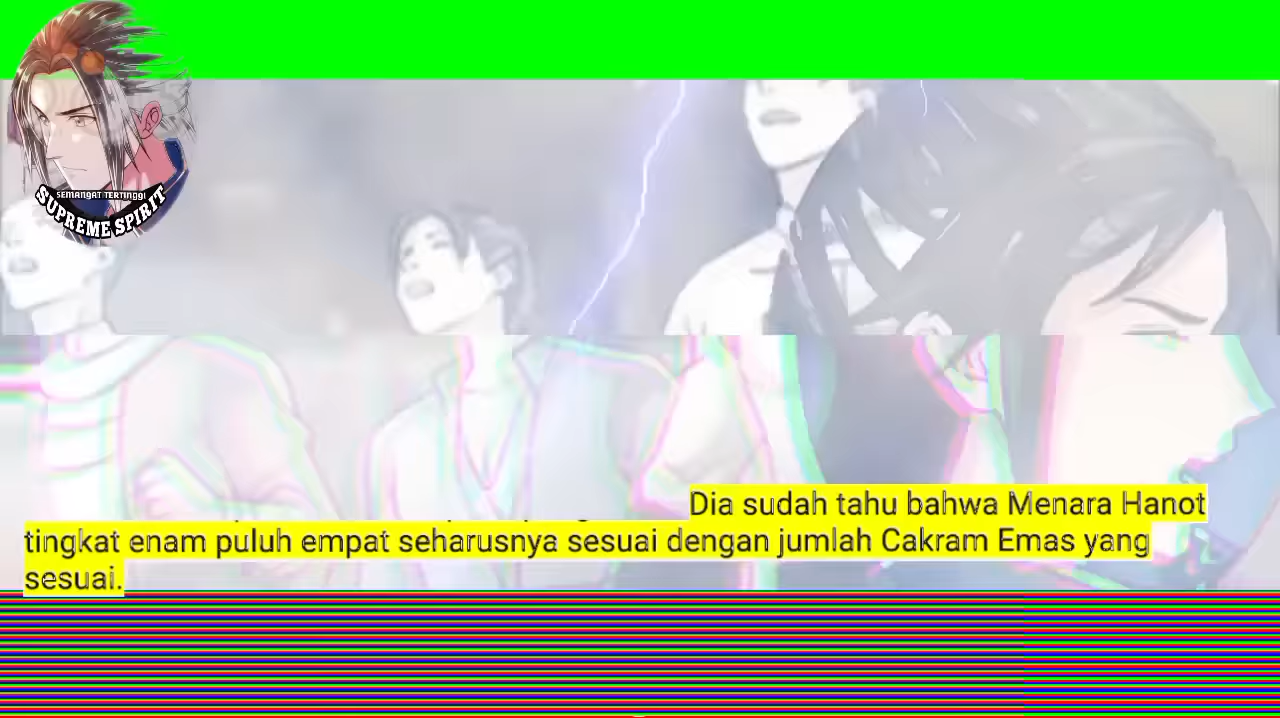 SEMANGAT TERTINGGI
SUPREME SPIRIT
Dia sudah tahu bahwa Menara Hanot
tingkat enam puluh empat seharusnya sesuai dengan jumlah Cakram Emas yang
sesuai.